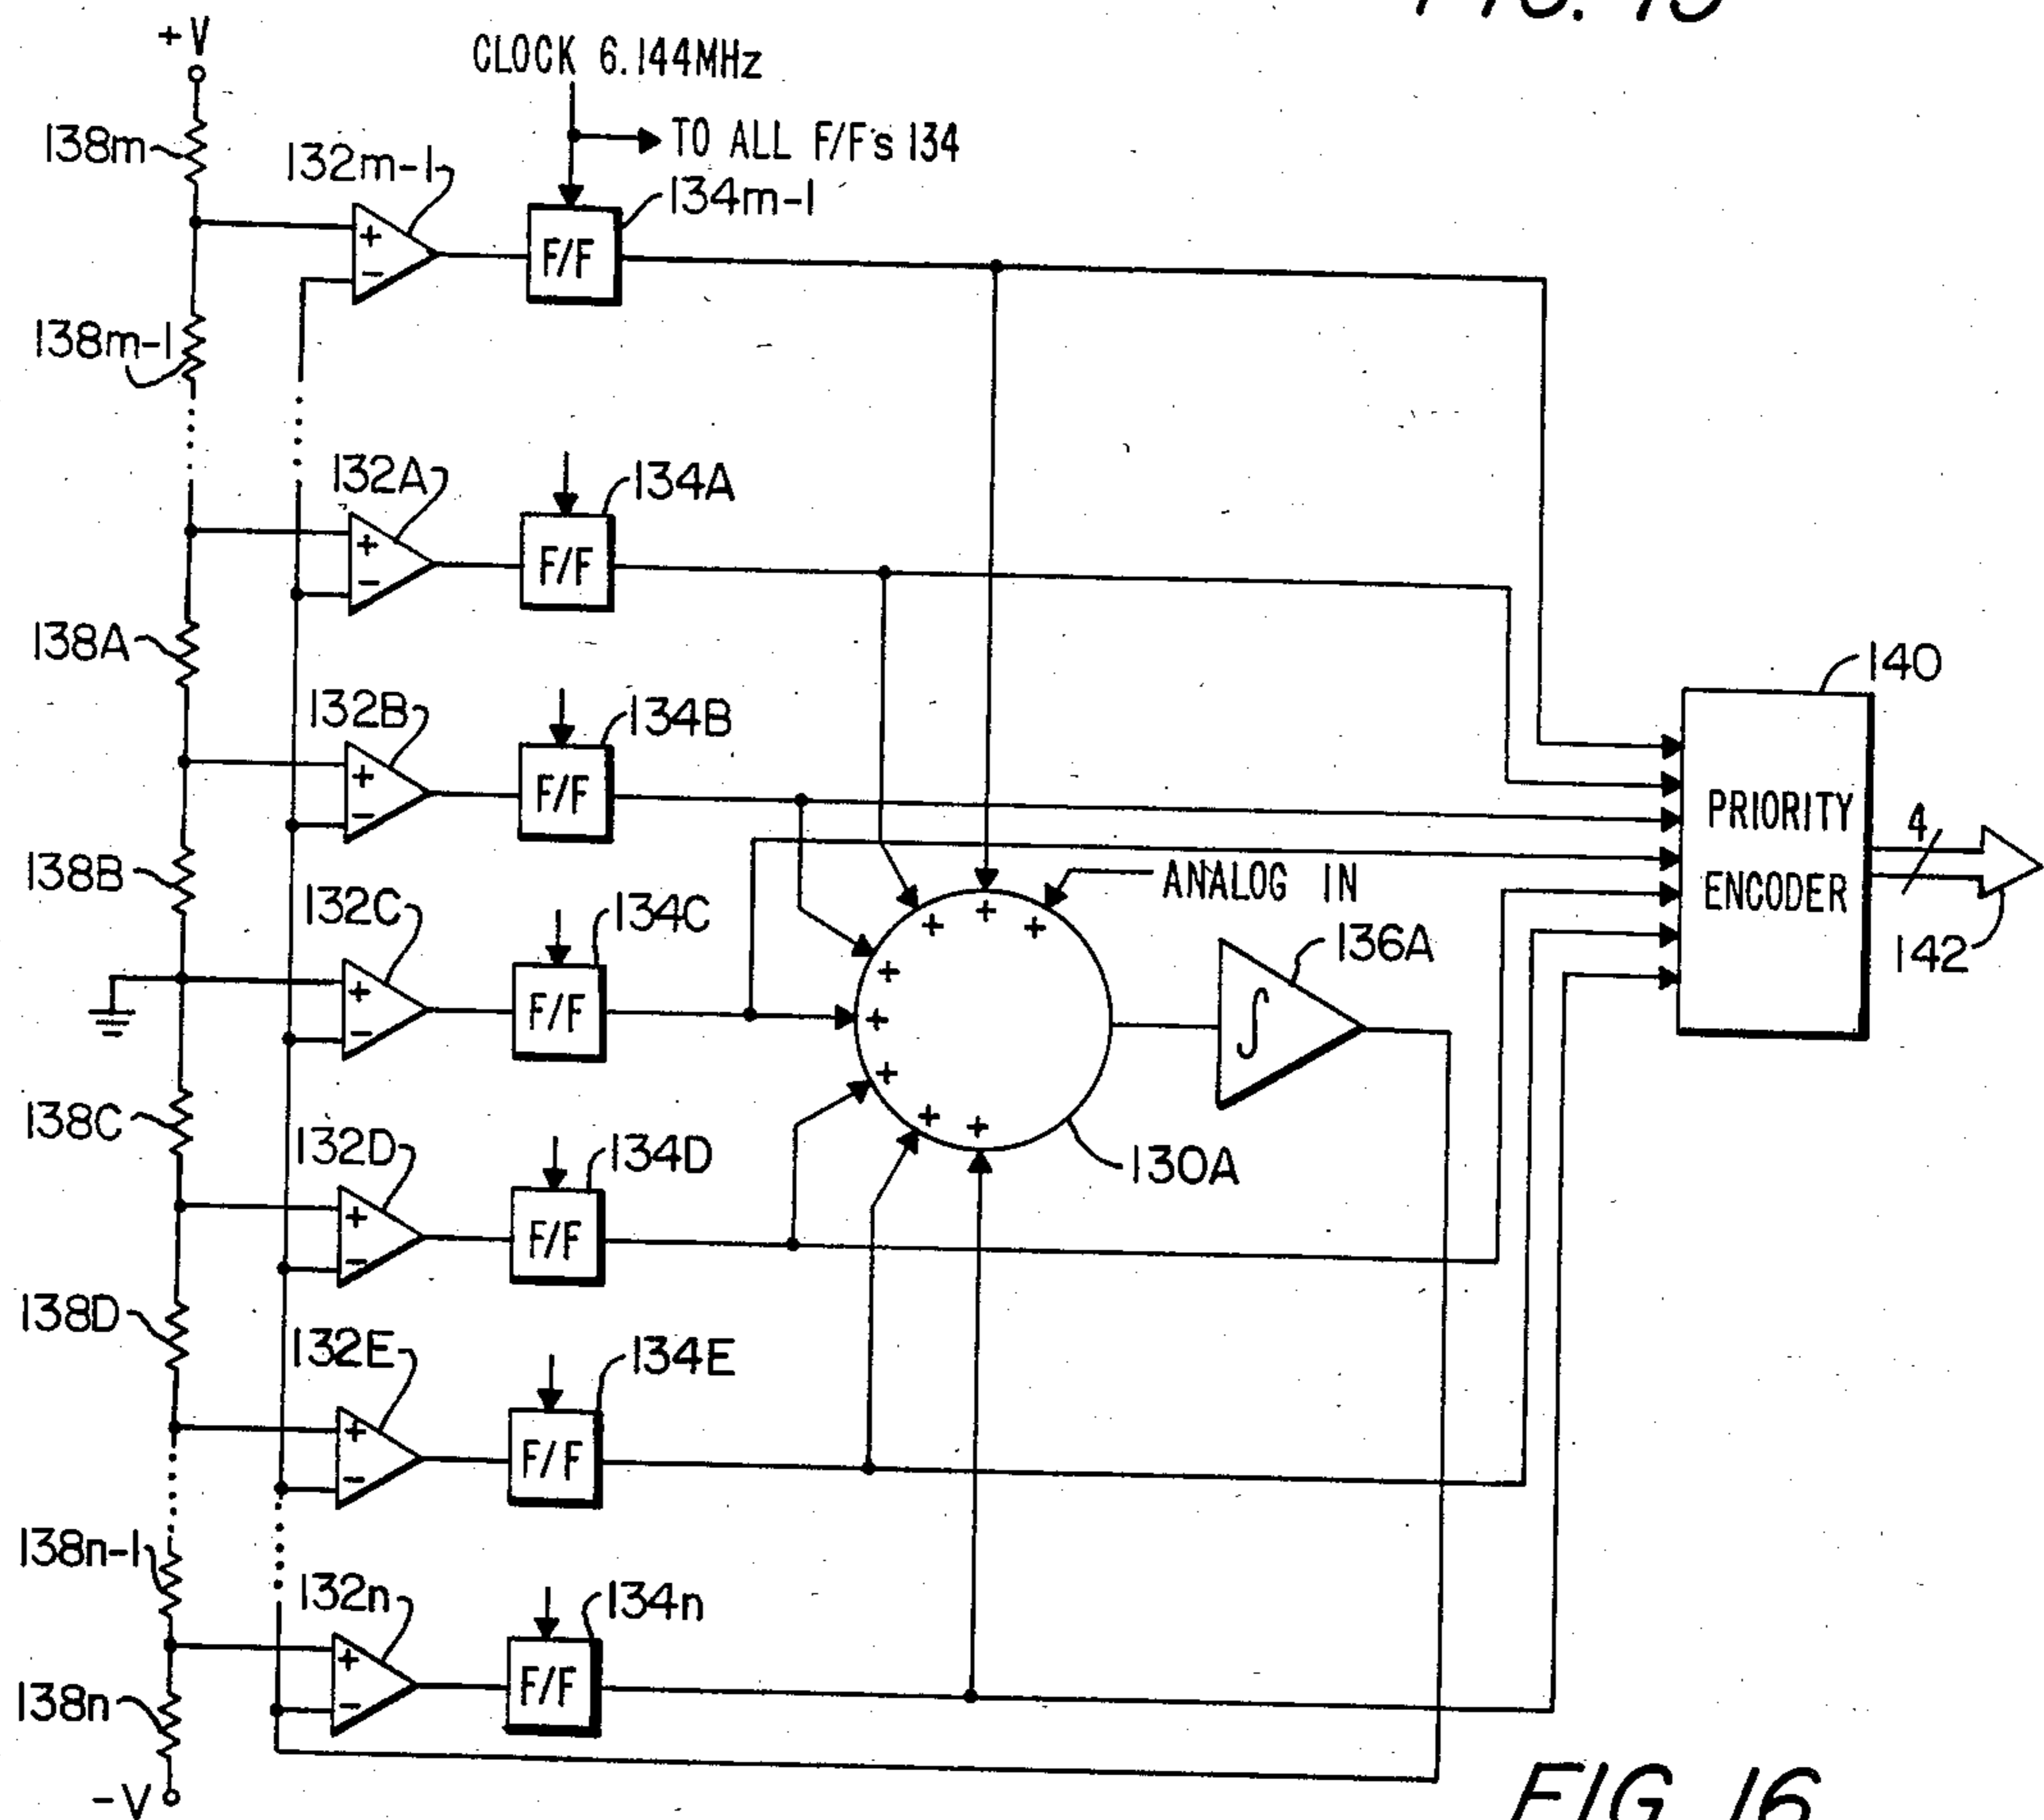 FIG. 15
+V
CLOCK 6.144MHz
TO ALL F/F's 134
138m
132m-1
134m-1
+
-
F/F
138m-1
132A
134A
+
-
F/F
138A
132B
134B
+
-
F/F
140
PRIORITY
ENCODER
4
142
138B
ANALOG IN
132C
134C
+
-
F/F
+
+
+
+
+
+
+
+
∫
136A
130A
138C
132D
134D
+
-
F/F
138D
132E
134E
+
-
F/F
138n-1
132n
134n
+
-
F/F
138n
-V
FIG. 16